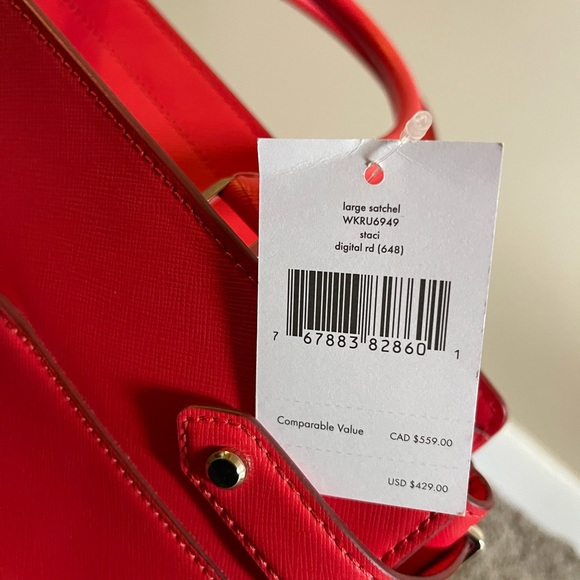 large satchel
WKRU6949
staci
digital rd (648)
7 67883 82860 1
Comparable Value CAD $559.00
USD $429.00